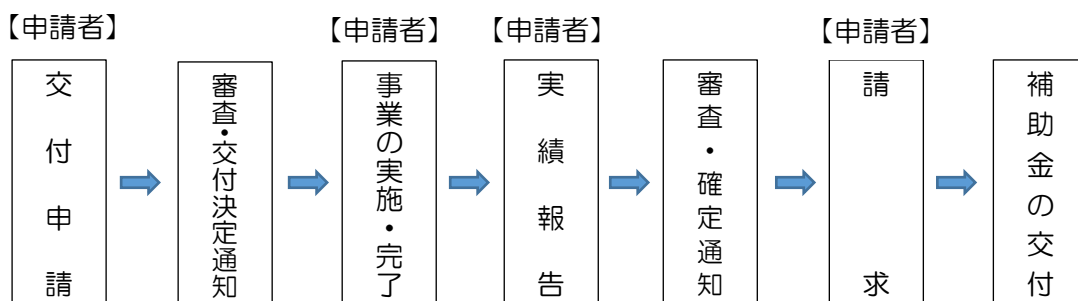 【申請者】
交付申請
審査・交付決定通知
【申請者】
事業の実施・完了
【申請者】
実績報告
審査・確定通知
【申請者】
請求
補助金の交付